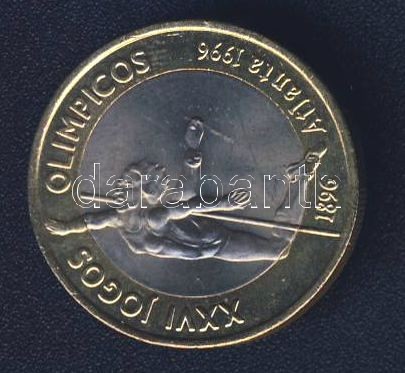 XXVI JOGOS OLIMPICOS
1896
Atlanta 1996
darabanth